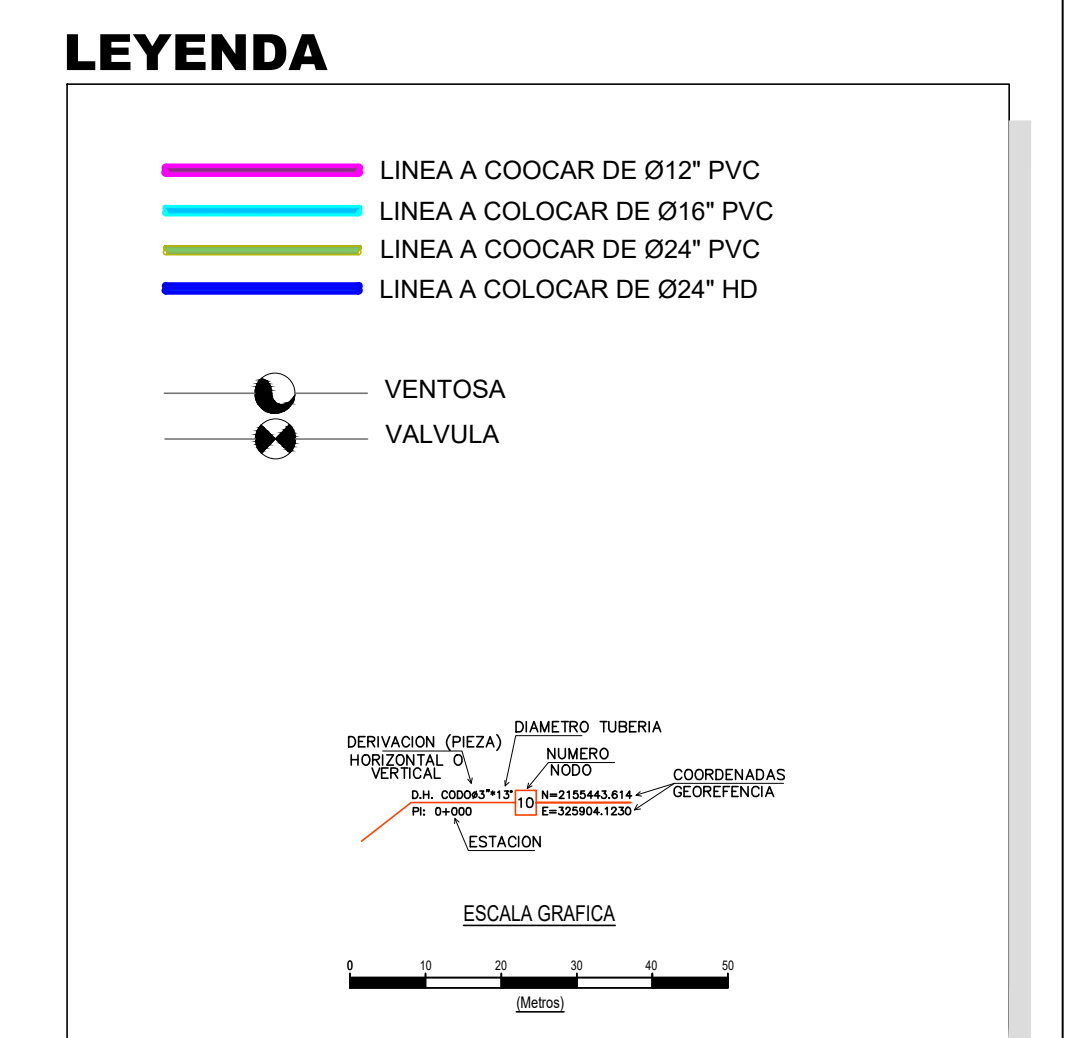 LEYENDA
LINEA A COOCAR DE Ø12" PVC
LINEA A COLOCAR DE Ø16" PVC
LINEA A COOCAR DE Ø24" PVC
LINEA A COLOCAR DE Ø24" HD
VENTOSA
VALVULA
DIAMETRO TUBERIA
DERIVACION (PIEZA)
HORIZONTAL O
VERTICAL
NUMERO
NODO
COORDENADAS
GEOREFENCIA
D.H. CODOø3"*13° 10 N=2155443.614
PI: 0+000 E=325904.1230
ESTACION
ESCALA GRAFICA
0 10 20 30 40 50
(Metros)